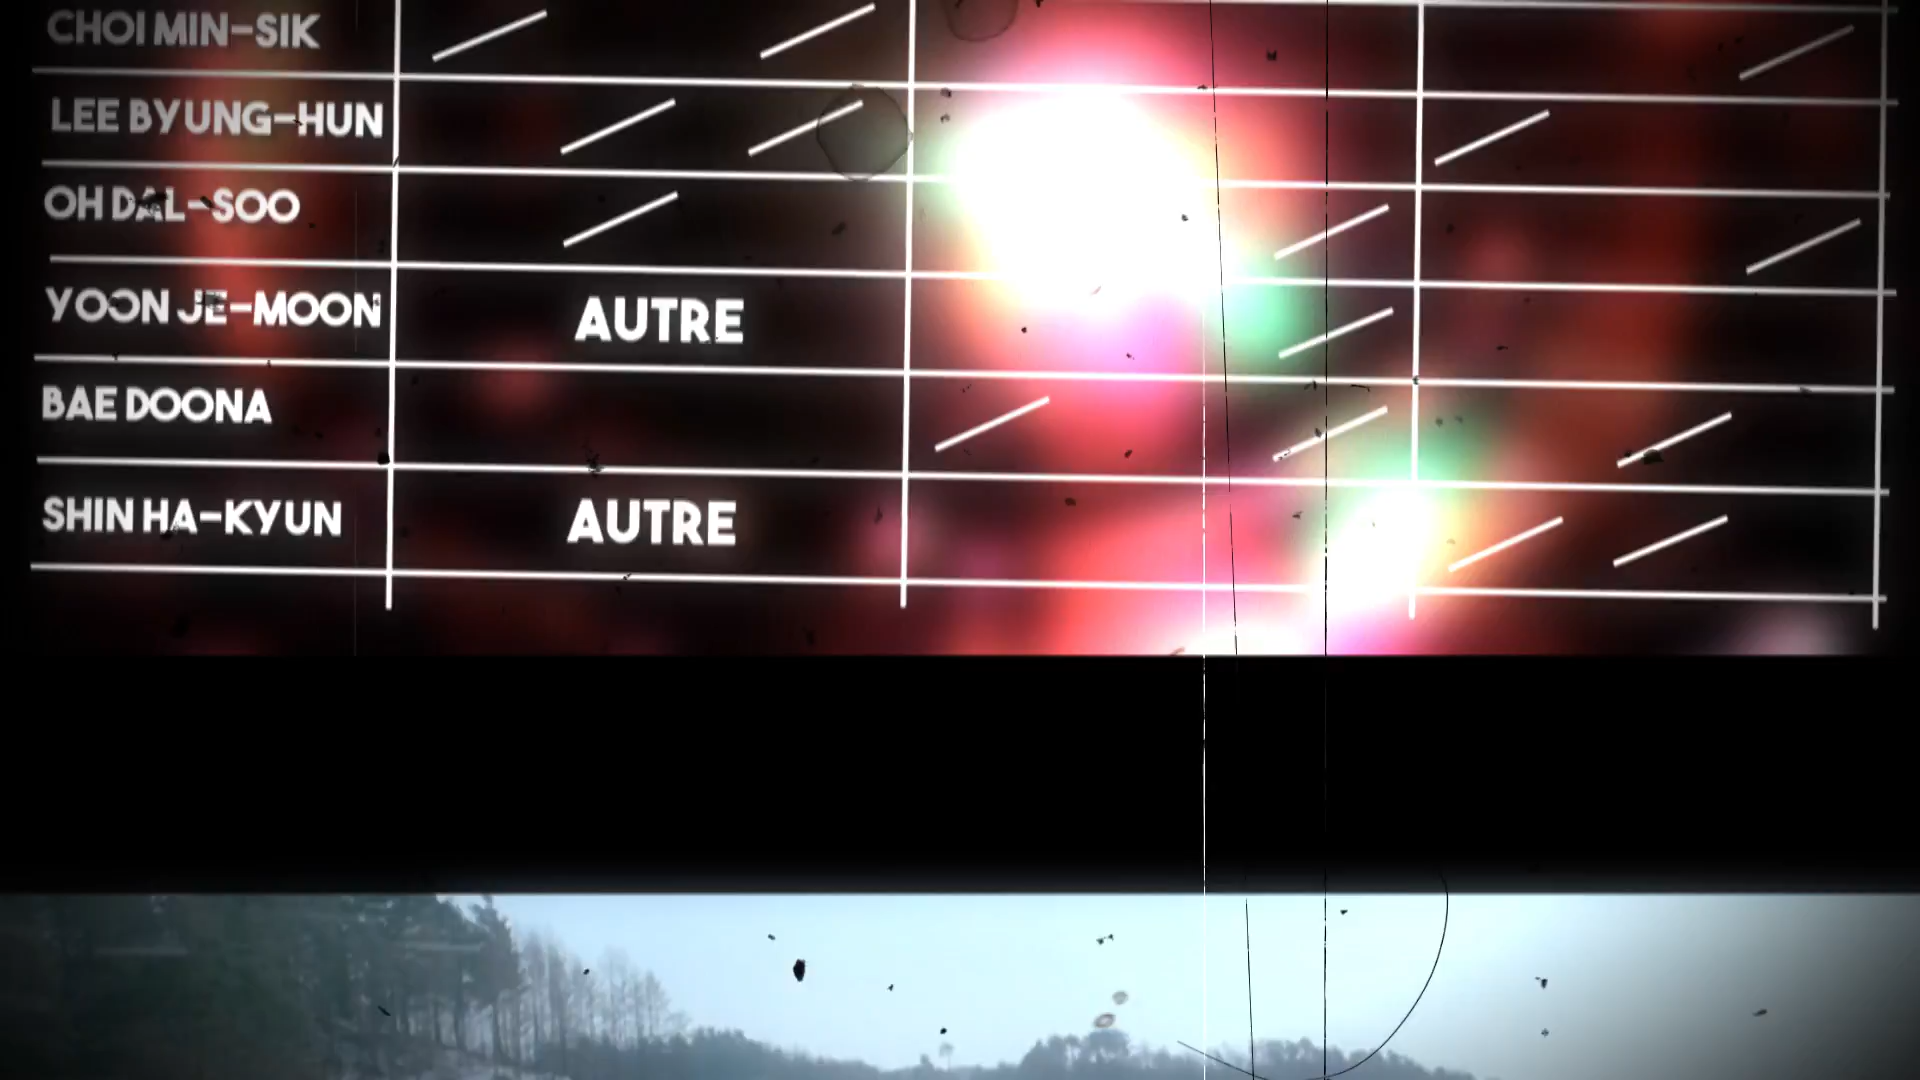 CHOI MIN-SIK
LEE BYUNG-HUN
OH DAL-SOO
YOON JE-MOON AUTRE
BAE DOONA
SHIN HA-KYUN AUTRE